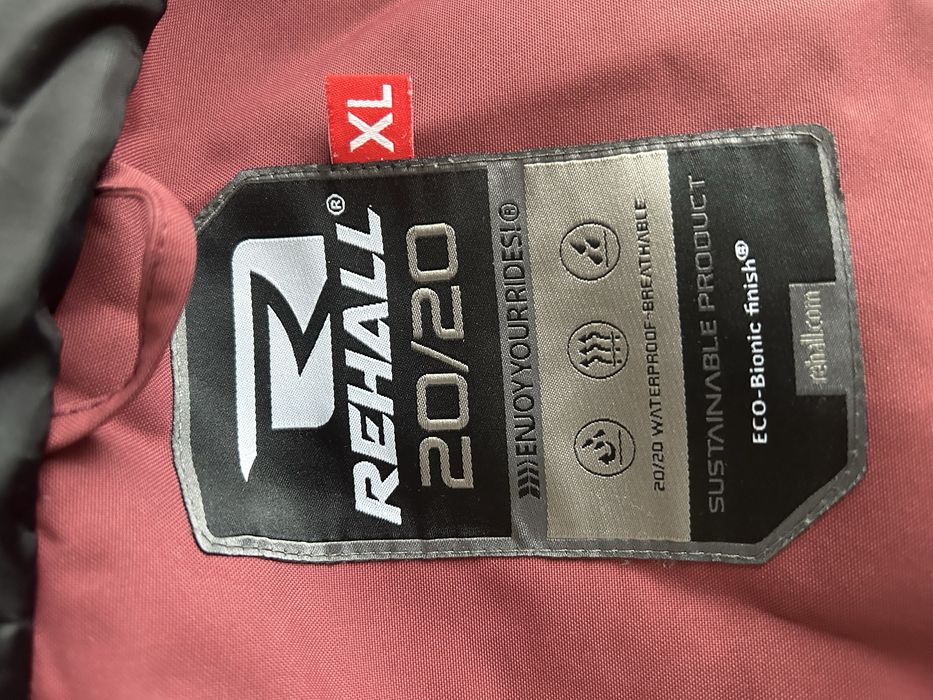 XL
REHALL®
20/20
»»ENJOYYOURRIDES!®
20/20 WATERPROOF-BREATHABLE
SUSTAINABLE PRODUCT
ECO-Bionic finish®
rehall.com